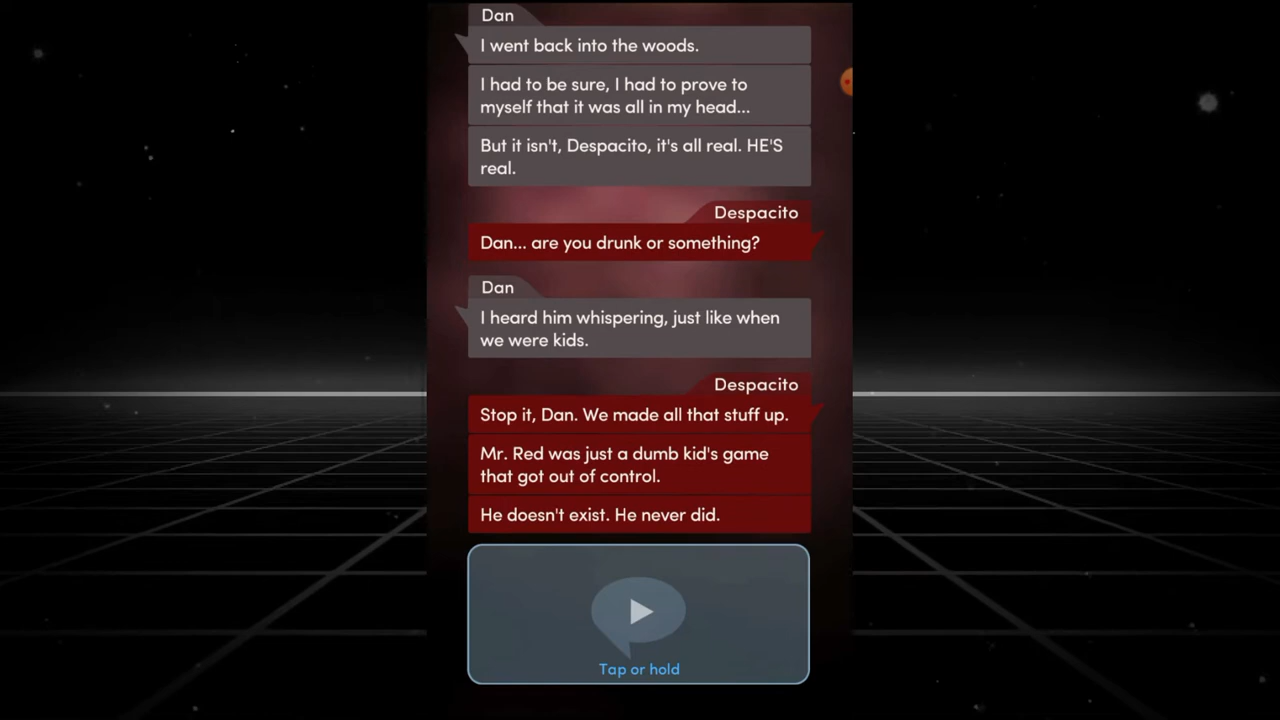 Dan
I went back into the woods.
I had to be sure, I had to prove to
myself that it was all in my head...
But it isn't, Despacito, it's all real. HE'S
real.
Despacito
Dan... are you drunk or something?
Dan
I heard him whispering, just like when
we were kids.
Despacito
Stop it, Dan. We made all that stuff up.
Mr. Red was just a dumb kid's game
that got out of control.
He doesn't exist. He never did.
Tap or hold